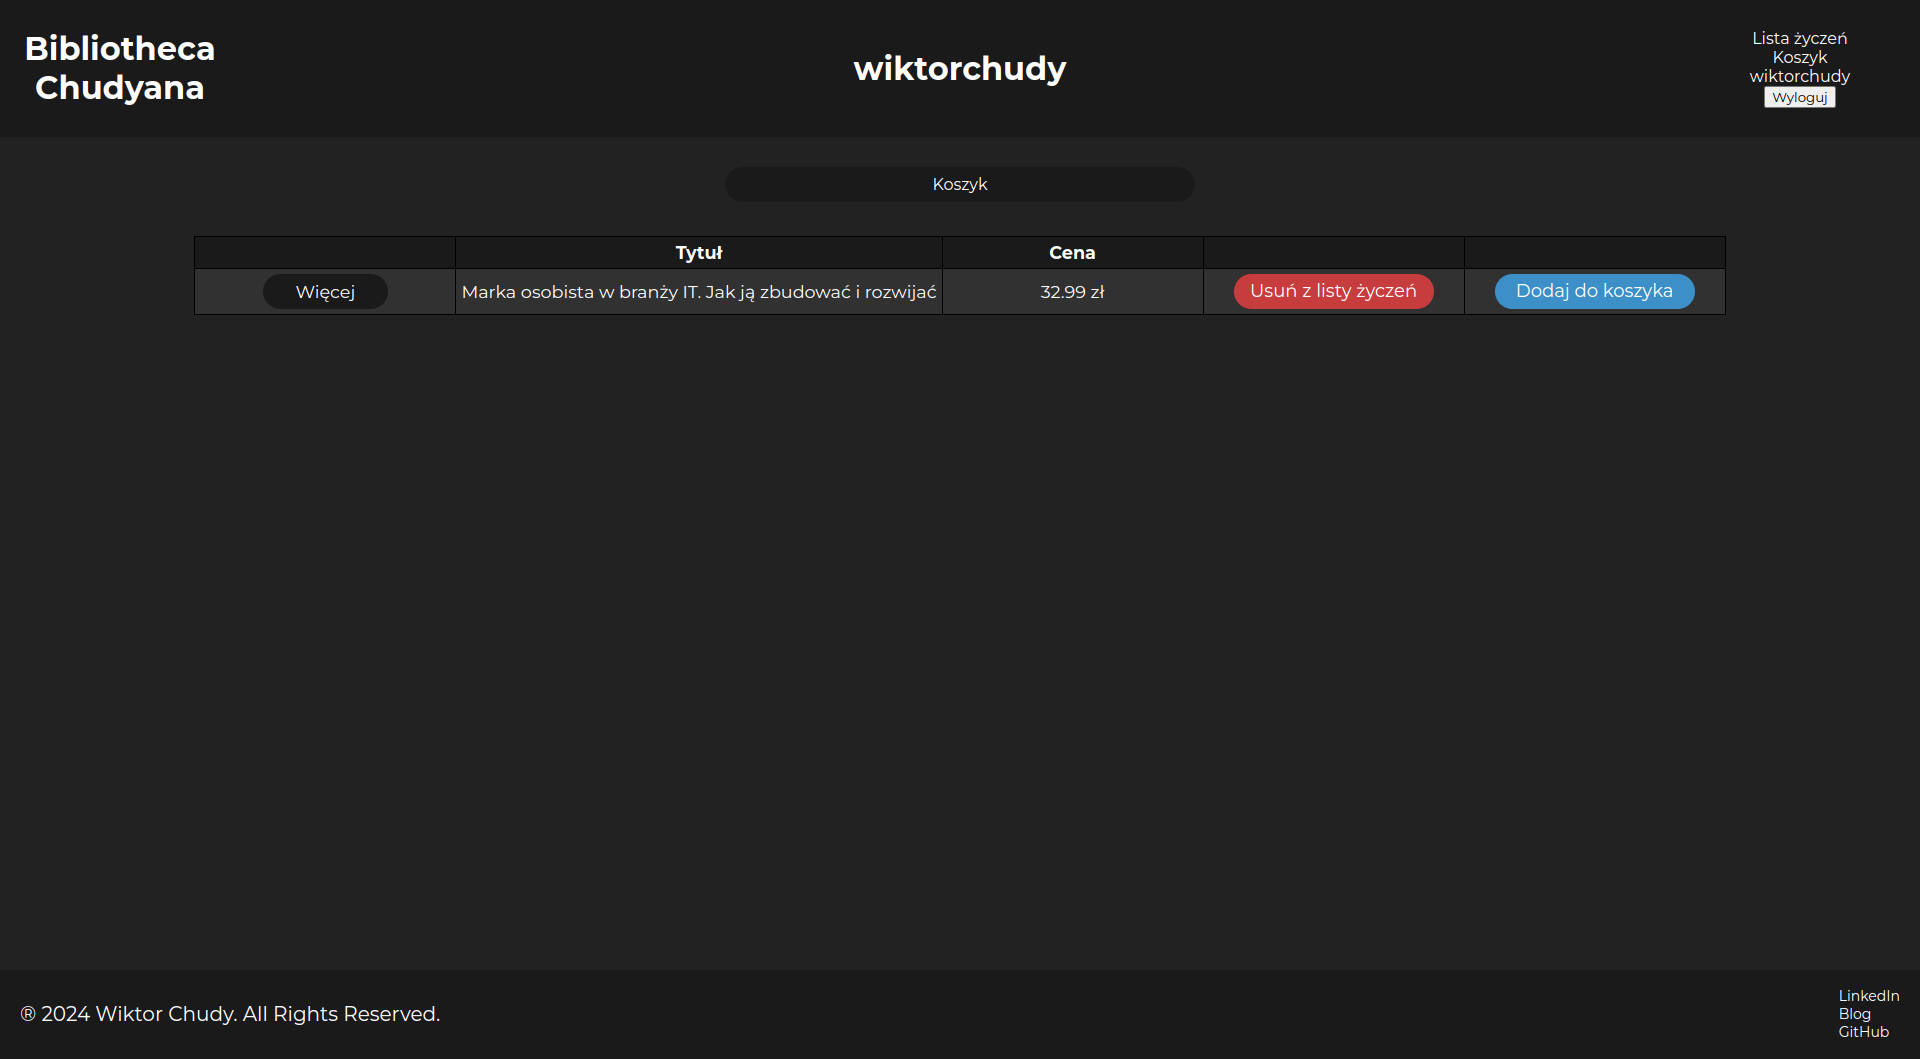 Bibliotheca
Chudyana
wiktorchudy
Lista życzeń
Koszyk
wiktorchudy
Wyloguj
Koszyk
Tytuł Cena
Więcej Marka osobista w branży IT. Jak ją zbudować i rozwijać 32.99 zł Usuń z listy życzeń Dodaj do koszyka
® 2024 Wiktor Chudy. All Rights Reserved.
LinkedIn
Blog
GitHub